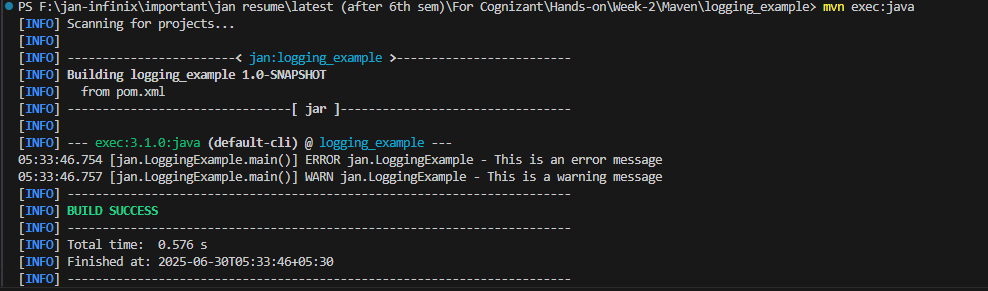 PS F:\jan-infinix\important\jan resume\latest (after 6th sem)\For Cognizant\Hands-on\Week-2\Maven\logging_example> mvn exec:java
[INFO] Scanning for projects...
[INFO]
[INFO] ------------------------< jan:logging_example >-------------------------
[INFO] Building logging_example 1.0-SNAPSHOT
[INFO]   from pom.xml
[INFO] --------------------------------[ jar ]---------------------------------
[INFO]
[INFO] --- exec:3.1.0:java (default-cli) @ logging_example ---
05:33:46.754 [jan.LoggingExample.main()] ERROR jan.LoggingExample - This is an error message
05:33:46.757 [jan.LoggingExample.main()] WARN jan.LoggingExample - This is a warning message
[INFO] ------------------------------------------------------------------------
[INFO] BUILD SUCCESS
[INFO] ------------------------------------------------------------------------
[INFO] Total time:  0.576 s
[INFO] Finished at: 2025-06-30T05:33:46+05:30
[INFO] ------------------------------------------------------------------------